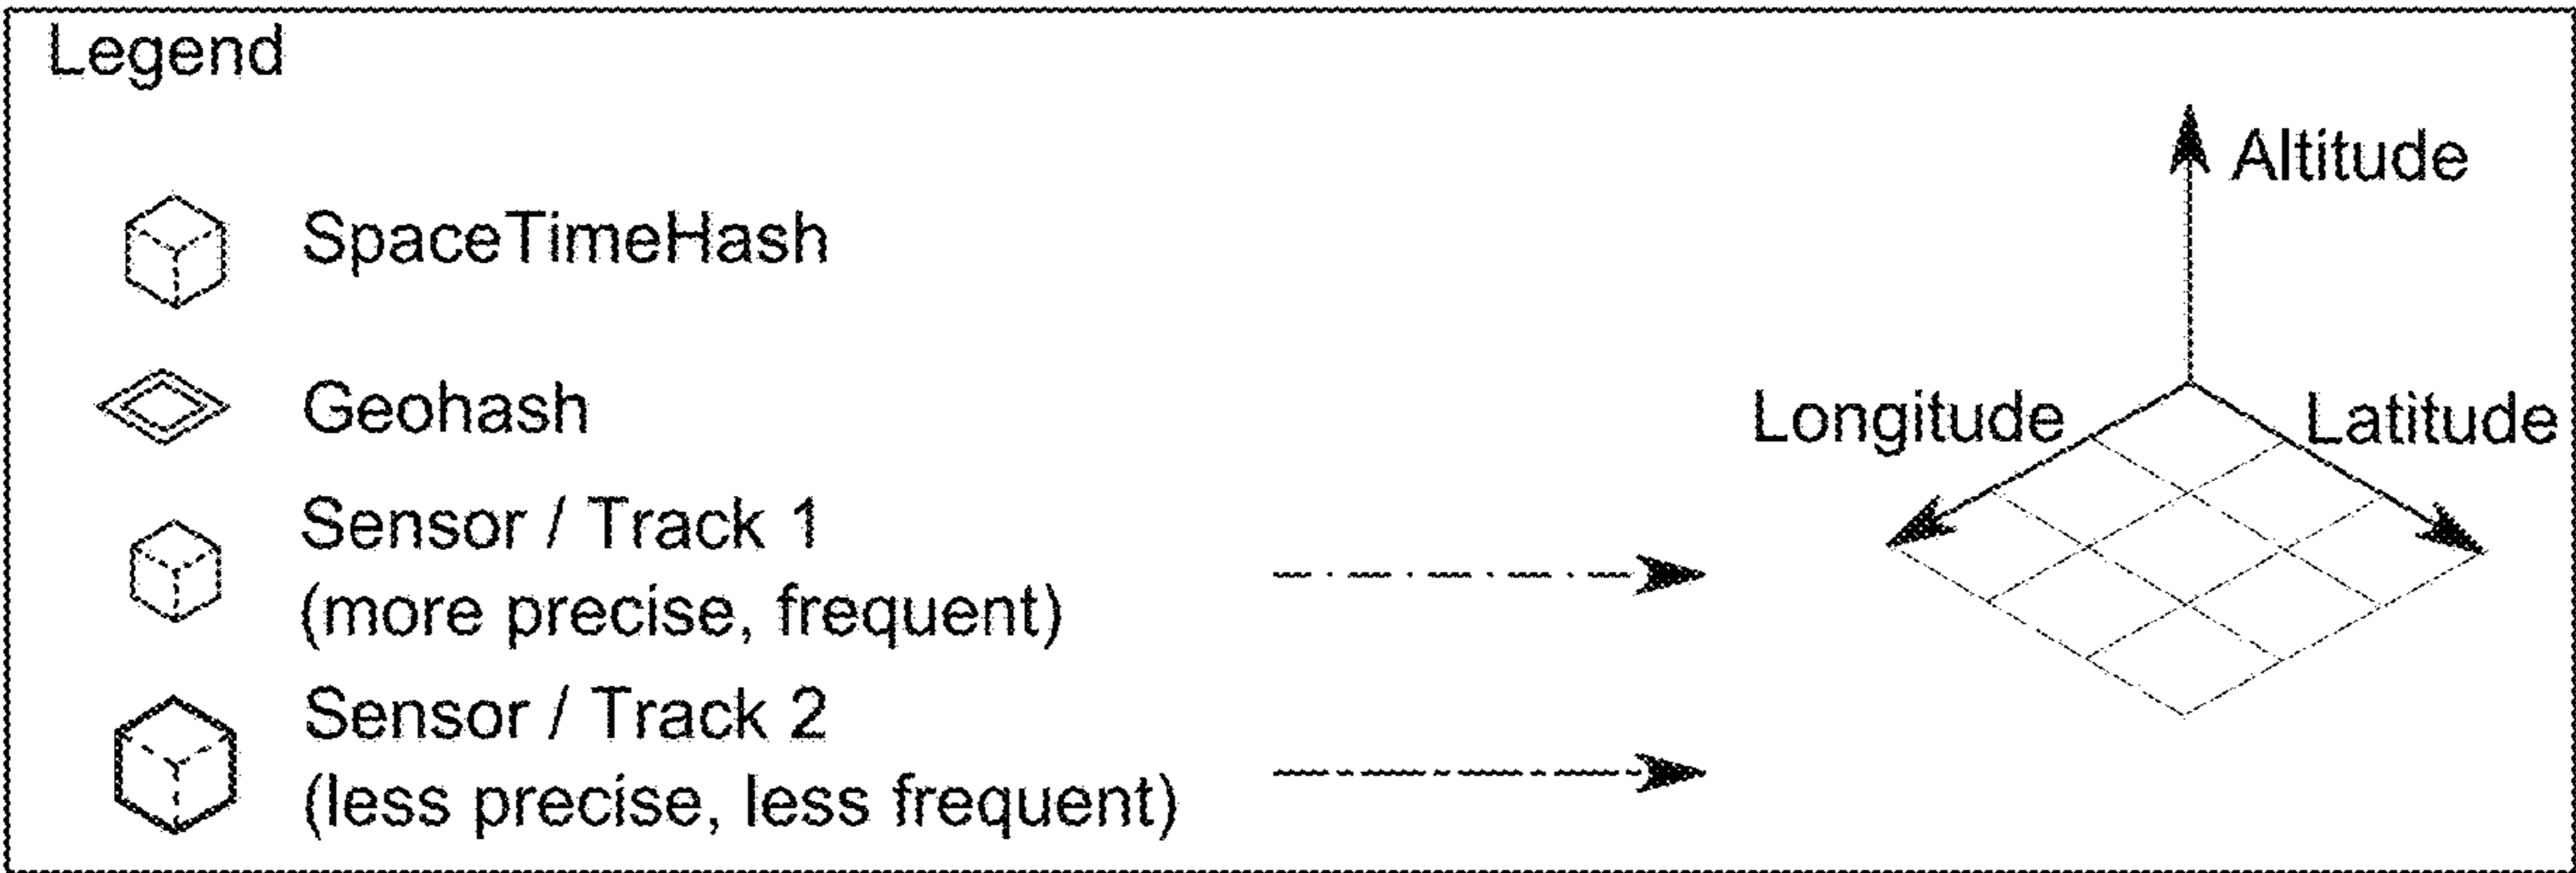 Legend
Altitude
SpaceTimeHash
Geohash
Longitude
Latitude
Sensor / Track 1
(more precise, frequent)
Sensor / Track 2
(less precise, less frequent)